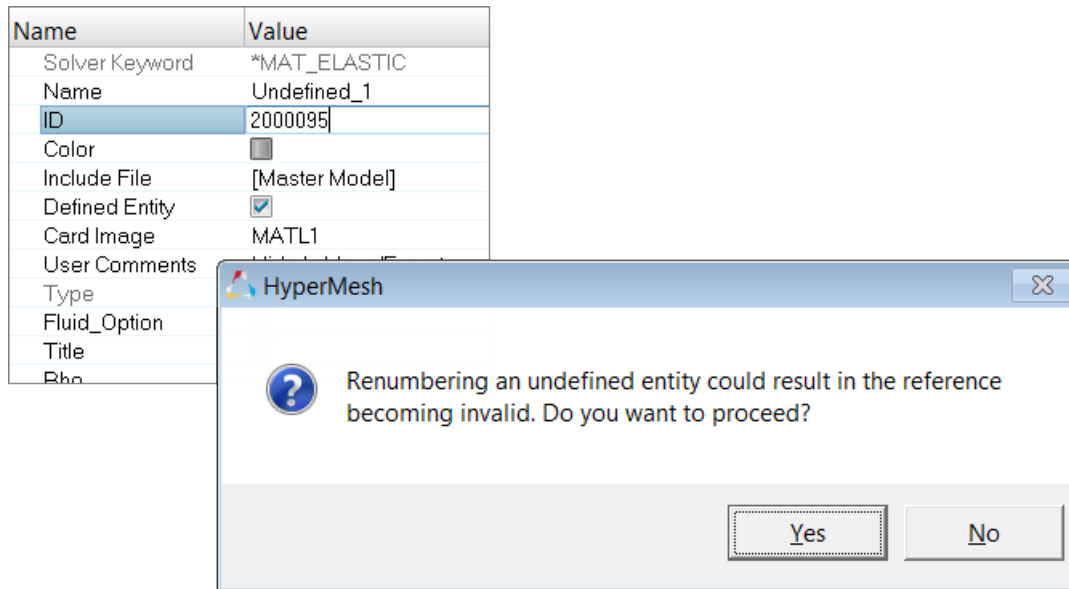 Name Value
Solver Keyword *MAT_ELASTIC
Name Undefined_1
ID 2000095
Color
Include File [Master Model]
Defined Entity
Card Image MATL1
User Comments
Type
Fluid_Option
Title
Rho
HyperMesh
Renumbering an undefined entity could result in the reference
becoming invalid. Do you want to proceed?
Yes No